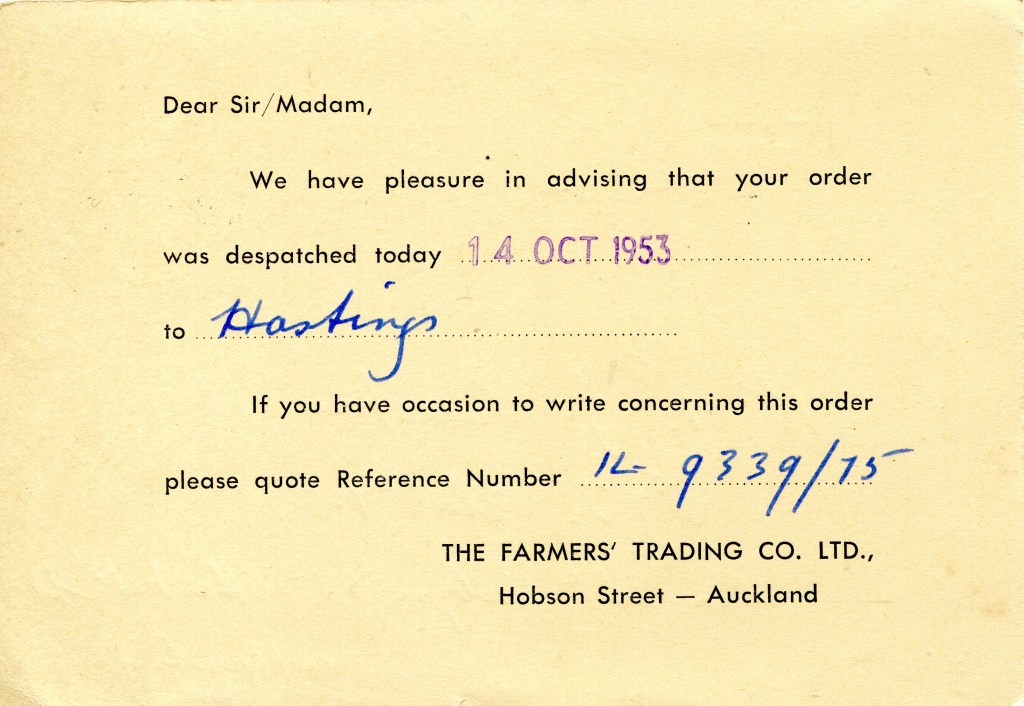 Dear Sir/Madam,
We have pleasure in advising that your order
was despatched today 14 OCT 1953
to Hastings
If you have occasion to write concerning this order
please quote Reference Number 9339/75
THE FARMERS' TRADING CO. LTD.,
Hobson Street — Auckland